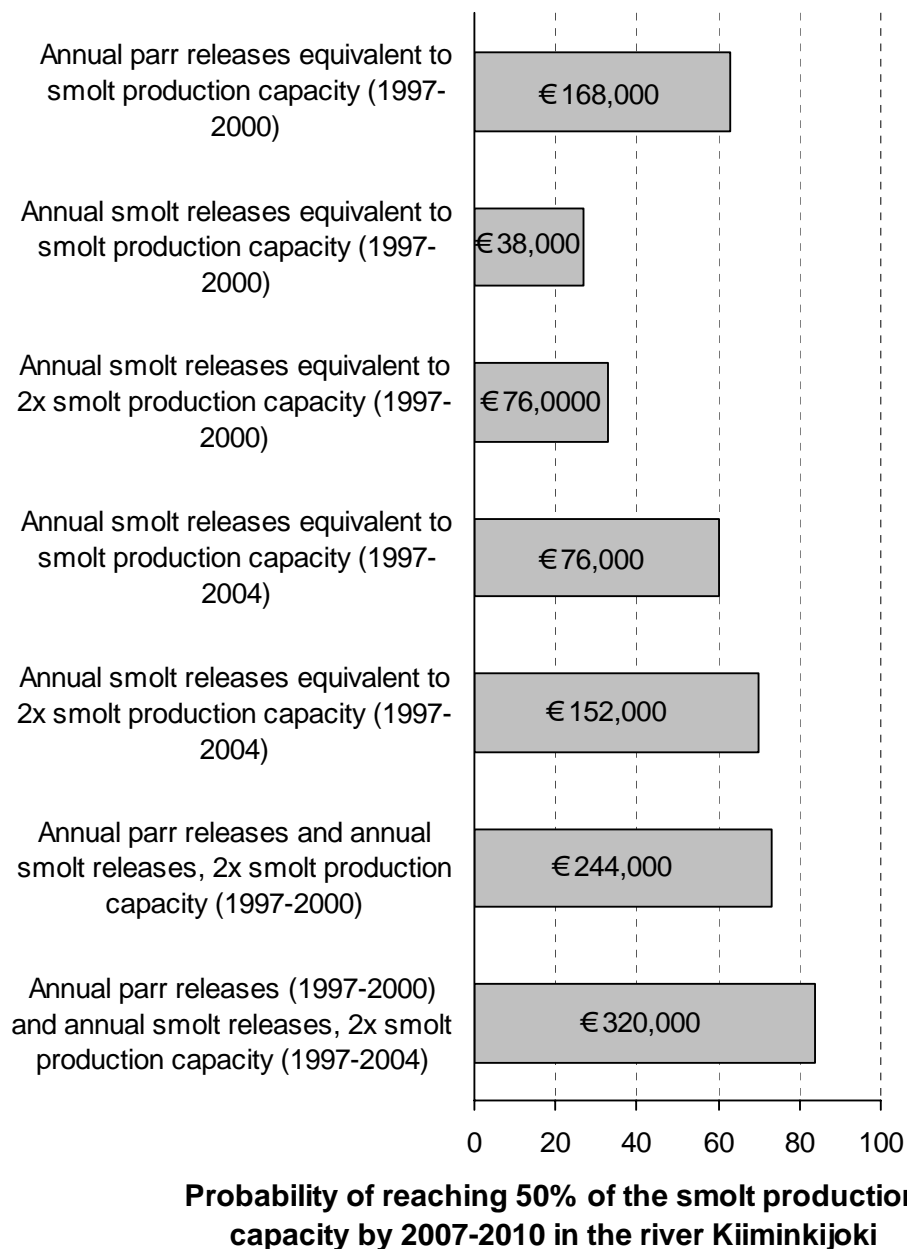 Annual parr releases equivalent to
smolt production capacity (1997-
2000)
€168,000
Annual smolt releases equivalent to
smolt production capacity (1997-
2000)
€38,000
Annual smolt releases equivalent to
2x smolt production capacity (1997-
2000)
€76,0000
Annual smolt releases equivalent to
smolt production capacity (1997-
2004)
€76,000
Annual smolt releases equivalent to
2x smolt production capacity (1997-
2004)
€152,000
Annual parr releases and annual
smolt releases, 2x smolt production
capacity (1997-2000)
€244,000
Annual parr releases (1997-2000)
and annual smolt releases, 2x smolt
production capacity (1997-2004)
€320,000
0 20 40 60 80 100
Probability of reaching 50% of the smolt production
capacity by 2007-2010 in the river Kiiminkijoki